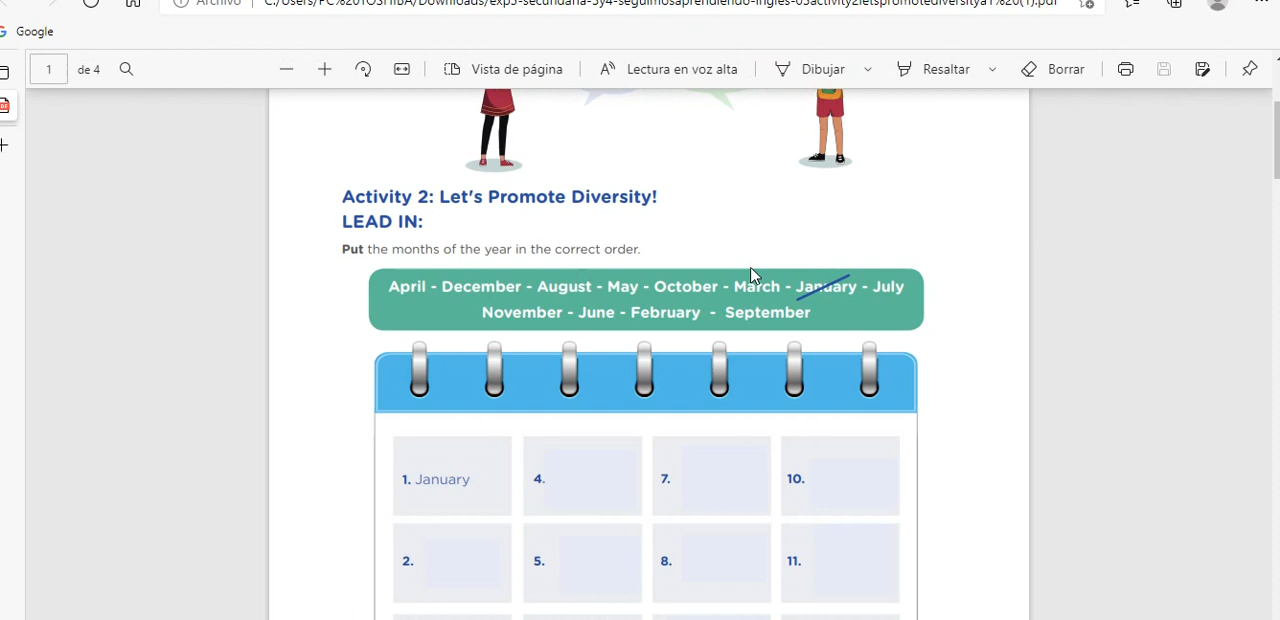 Archivo
C:/Users/PC%20TOSHIBA/Downloads/exp5-secundaria-3y4-seguimosaprendiendo-ingles-05activity2letspromotediversitya1%20(1).pdf
Google
1 de 4
Vista de página
Lectura en voz alta
Dibujar
Resaltar
Borrar
Activity 2: Let's Promote Diversity!
LEAD IN:
Put the months of the year in the correct order.
April - December - August - May - October - March - January - July
November - June - February - September
1. January 4. 7. 10.
2. 5. 8. 11.